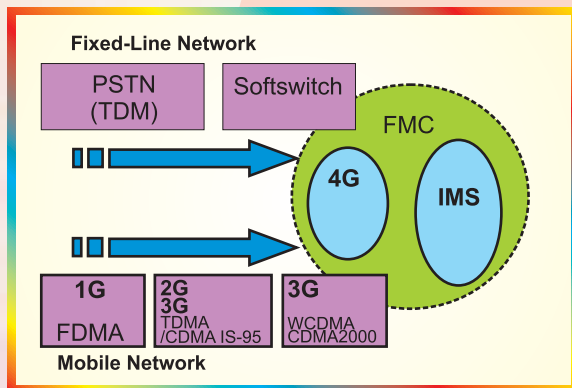 Fixed-Line Network
PSTN
(TDM)
Softswitch
FMC
4G
IMS
1G
FDMA
2G
3G
TDMA
/CDMA IS-95
3G
WCDMA
CDMA2000
Mobile Network